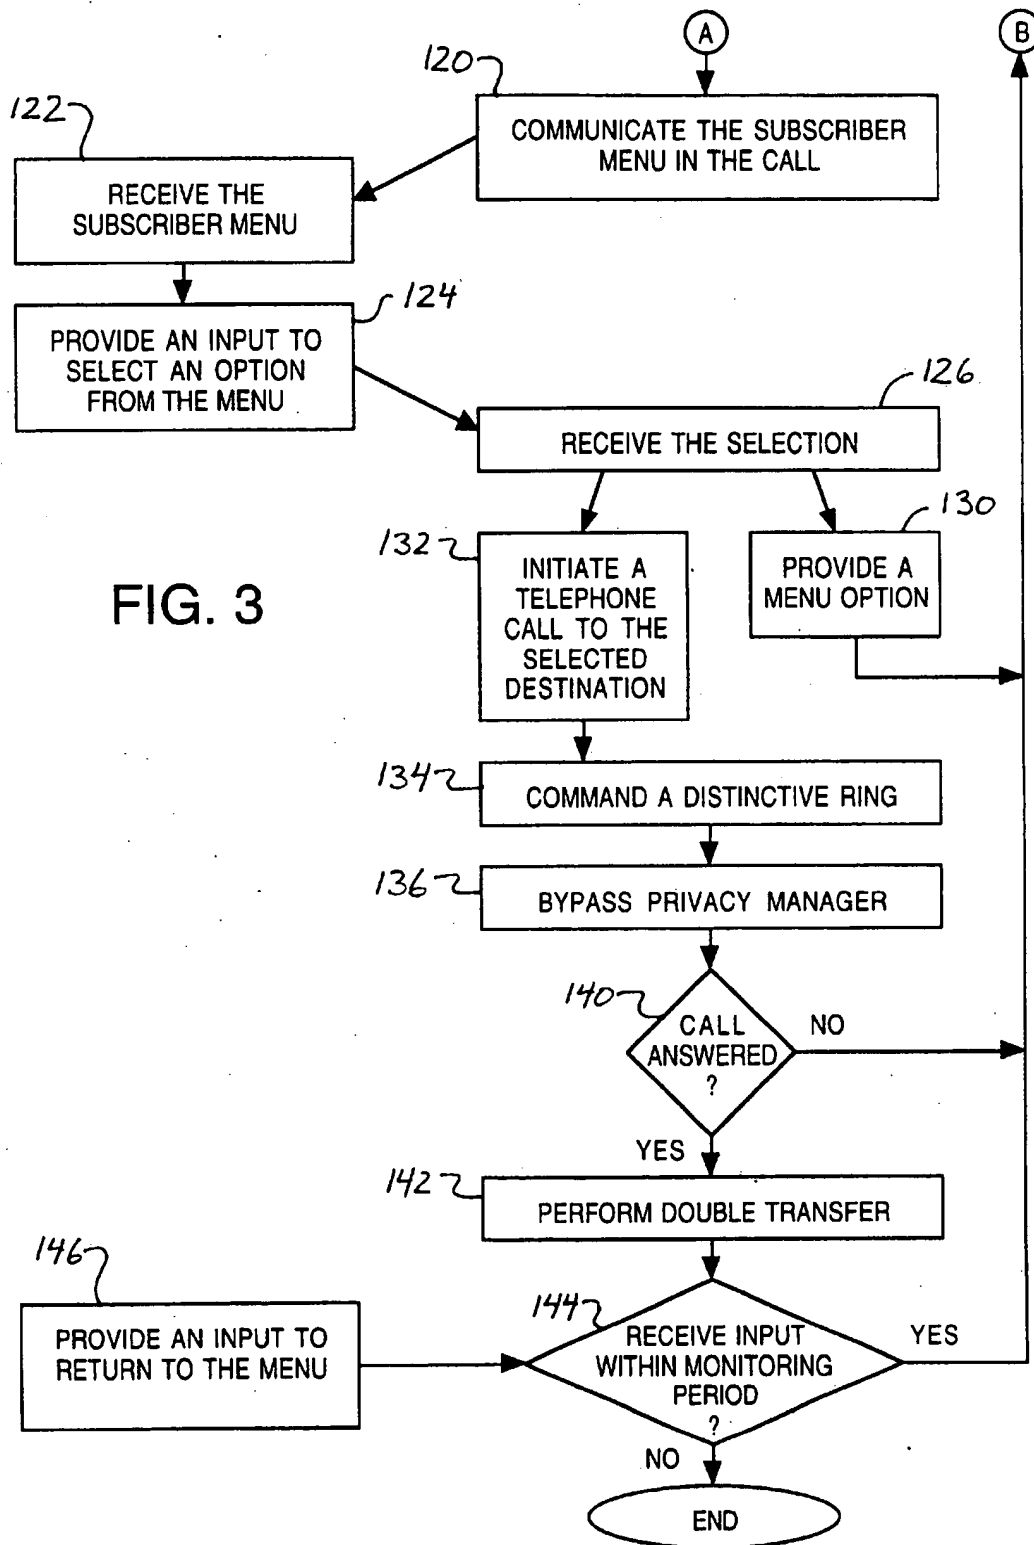 A
B
120
COMMUNICATE THE SUBSCRIBER
MENU IN THE CALL
122
RECEIVE THE
SUBSCRIBER MENU
124
PROVIDE AN INPUT TO
SELECT AN OPTION
FROM THE MENU
126
RECEIVE THE SELECTION
132
INITIATE A
TELEPHONE
CALL TO THE
SELECTED
DESTINATION
130
PROVIDE A
MENU OPTION
FIG. 3
134
COMMAND A DISTINCTIVE RING
136
BYPASS PRIVACY MANAGER
140
CALL
ANSWERED
?
NO
YES
142
PERFORM DOUBLE TRANSFER
146
PROVIDE AN INPUT TO
RETURN TO THE MENU
144
RECEIVE INPUT
WITHIN MONITORING
PERIOD
?
YES
NO
END